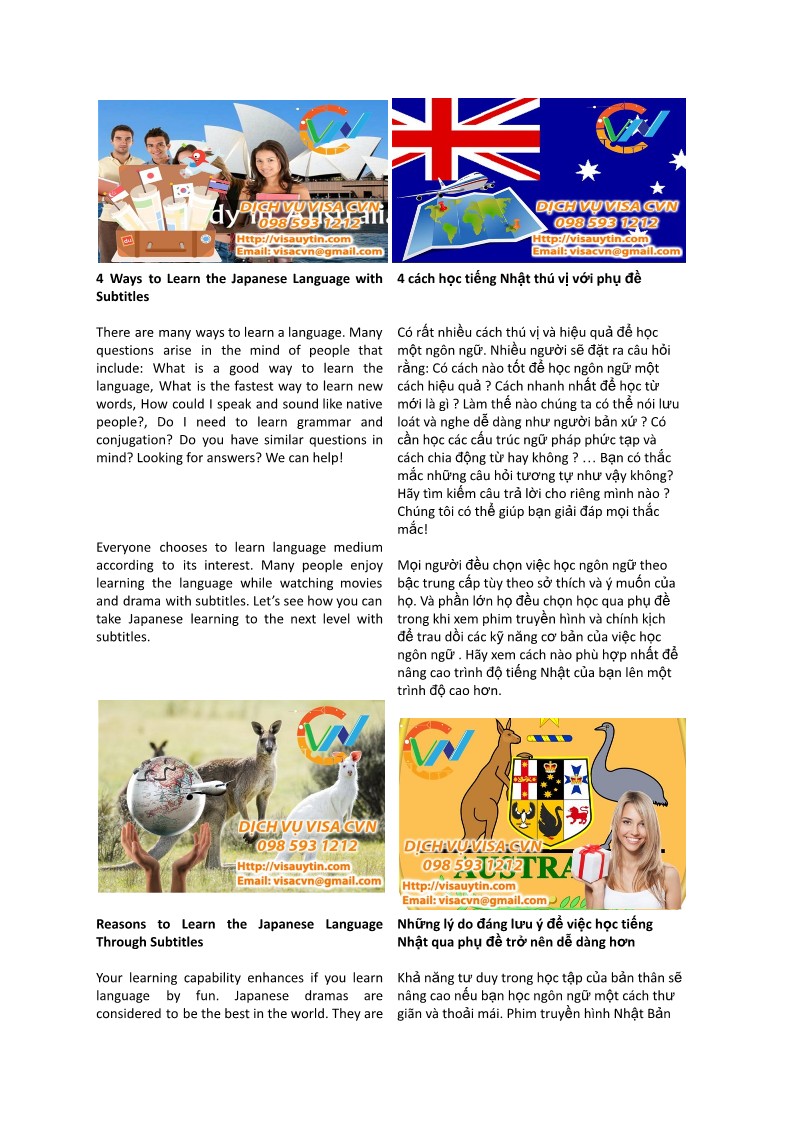 CVN
Study in Australia
DỊCH VỤ VISA CVN
098 593 1212
Http://visauytin.com
Email: visacvn@gmail.com
CVN
DỊCH VỤ VISA CVN
098 593 1212
Http://visauytin.com
Email: visacvn@gmail.com
4 Ways to Learn the Japanese Language with
Subtitles
There are many ways to learn a language. Many
questions arise in the mind of people that
include: What is a good way to learn the
language, What is the fastest way to learn new
words, How could I speak and sound like native
people?, Do I need to learn grammar and
conjugation? Do you have similar questions in
mind? Looking for answers? We can help!
Everyone chooses to learn language medium
according to its interest. Many people enjoy
learning the language while watching movies
and drama with subtitles. Let’s see how you can
take Japanese learning to the next level with
subtitles.
4 cách học tiếng Nhật thú vị với phụ đề
Có rất nhiều cách thú vị và hiệu quả để học
một ngôn ngữ. Nhiều người sẽ đặt ra câu hỏi
rằng: Có cách nào tốt để học ngôn ngữ một
cách hiệu quả ? Cách nhanh nhất để học từ
mới là gì ? Làm thế nào chúng ta có thể nói lưu
loát và nghe dễ dàng như người bản xứ ? Có
cần học các cấu trúc ngữ pháp phức tạp và
cách chia động từ hay không ? … Bạn có thắc
mắc những câu hỏi tương tự như vậy không?
Hãy tìm kiếm câu trả lời cho riêng mình nào ?
Chúng tôi có thể giúp bạn giải đáp mọi thắc
mắc!
Mọi người đều chọn việc học ngôn ngữ theo
bậc trung cấp tùy theo sở thích và ý muốn của
họ. Và phần lớn họ đều chọn học qua phụ đề
trong khi xem phim truyền hình và chính kịch
để trau dồi các kỹ năng cơ bản của việc học
ngôn ngữ . Hãy xem cách nào phù hợp nhất để
nâng cao trình độ tiếng Nhật của bạn lên một
trình độ cao hơn.
CVN
DỊCH VỤ VISA CVN
098 593 1212
Http://visauytin.com
Email: visacvn@gmail.com
CVN
DỊCH VỤ VISA CVN
098 593 1212
AUSTRA
Http://visauytin.com
Email: visacvn@gmail.com
Reasons to Learn the Japanese Language
Through Subtitles
Your learning capability enhances if you learn
language by fun. Japanese dramas are
considered to be the best in the world. They are
Những lý do đáng lưu ý để việc học tiếng
Nhật qua phụ đề trở nên dễ dàng hơn
Khả năng tư duy trong học tập của bản thân sẽ
nâng cao nếu bạn học ngôn ngữ một cách thư
giãn và thoải mái. Phim truyền hình Nhật Bản